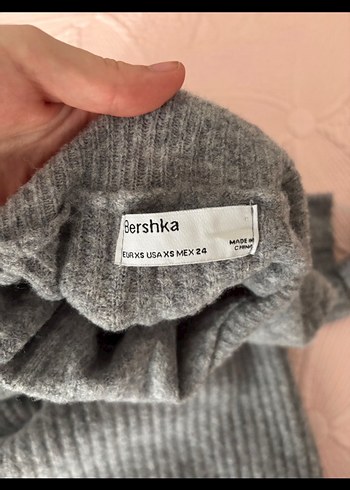 Bershka
EUR XS USA XS MEX 24
MADE IN
CHINA